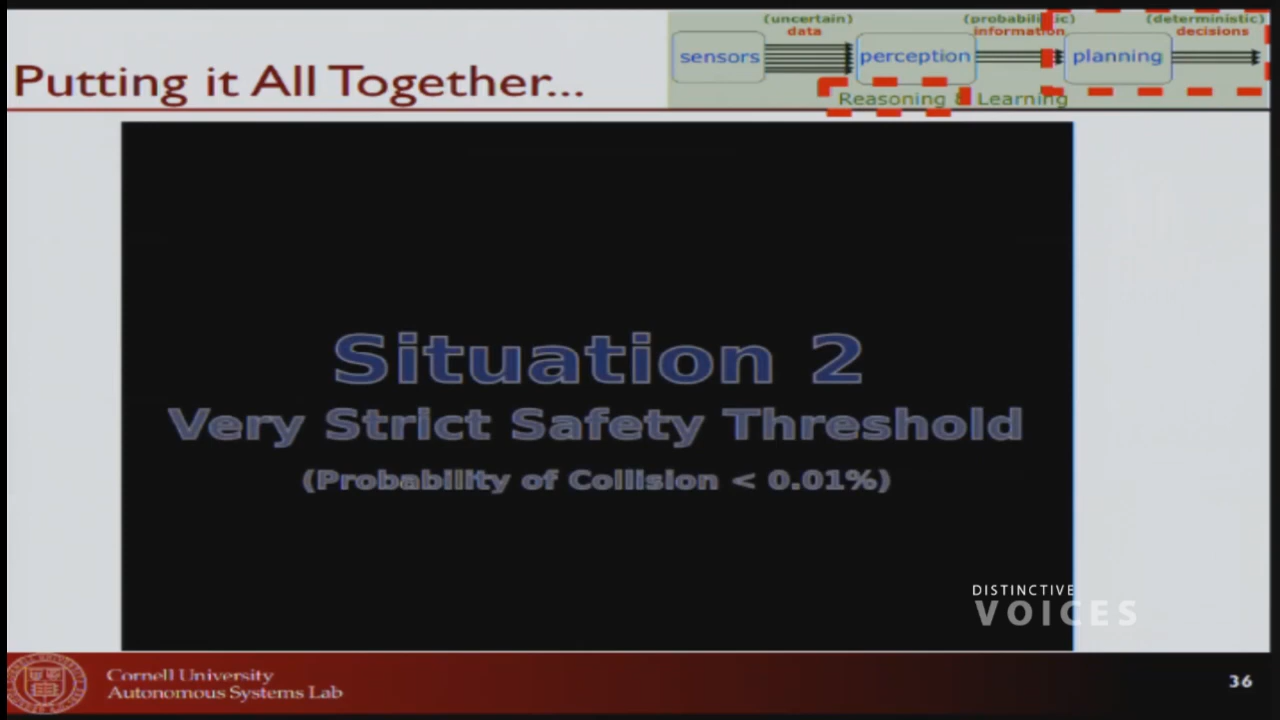 Putting it All Together...
(uncertain) data
(probabilistic) information
(deterministic) decisions
sensors
perception
planning
Reasoning & Learning
Situation 2
Very Strict Safety Threshold
(Probability of Collision < 0.01%)
DISTINCTIVE
VOICES
Cornell University
Autonomous Systems Lab
36